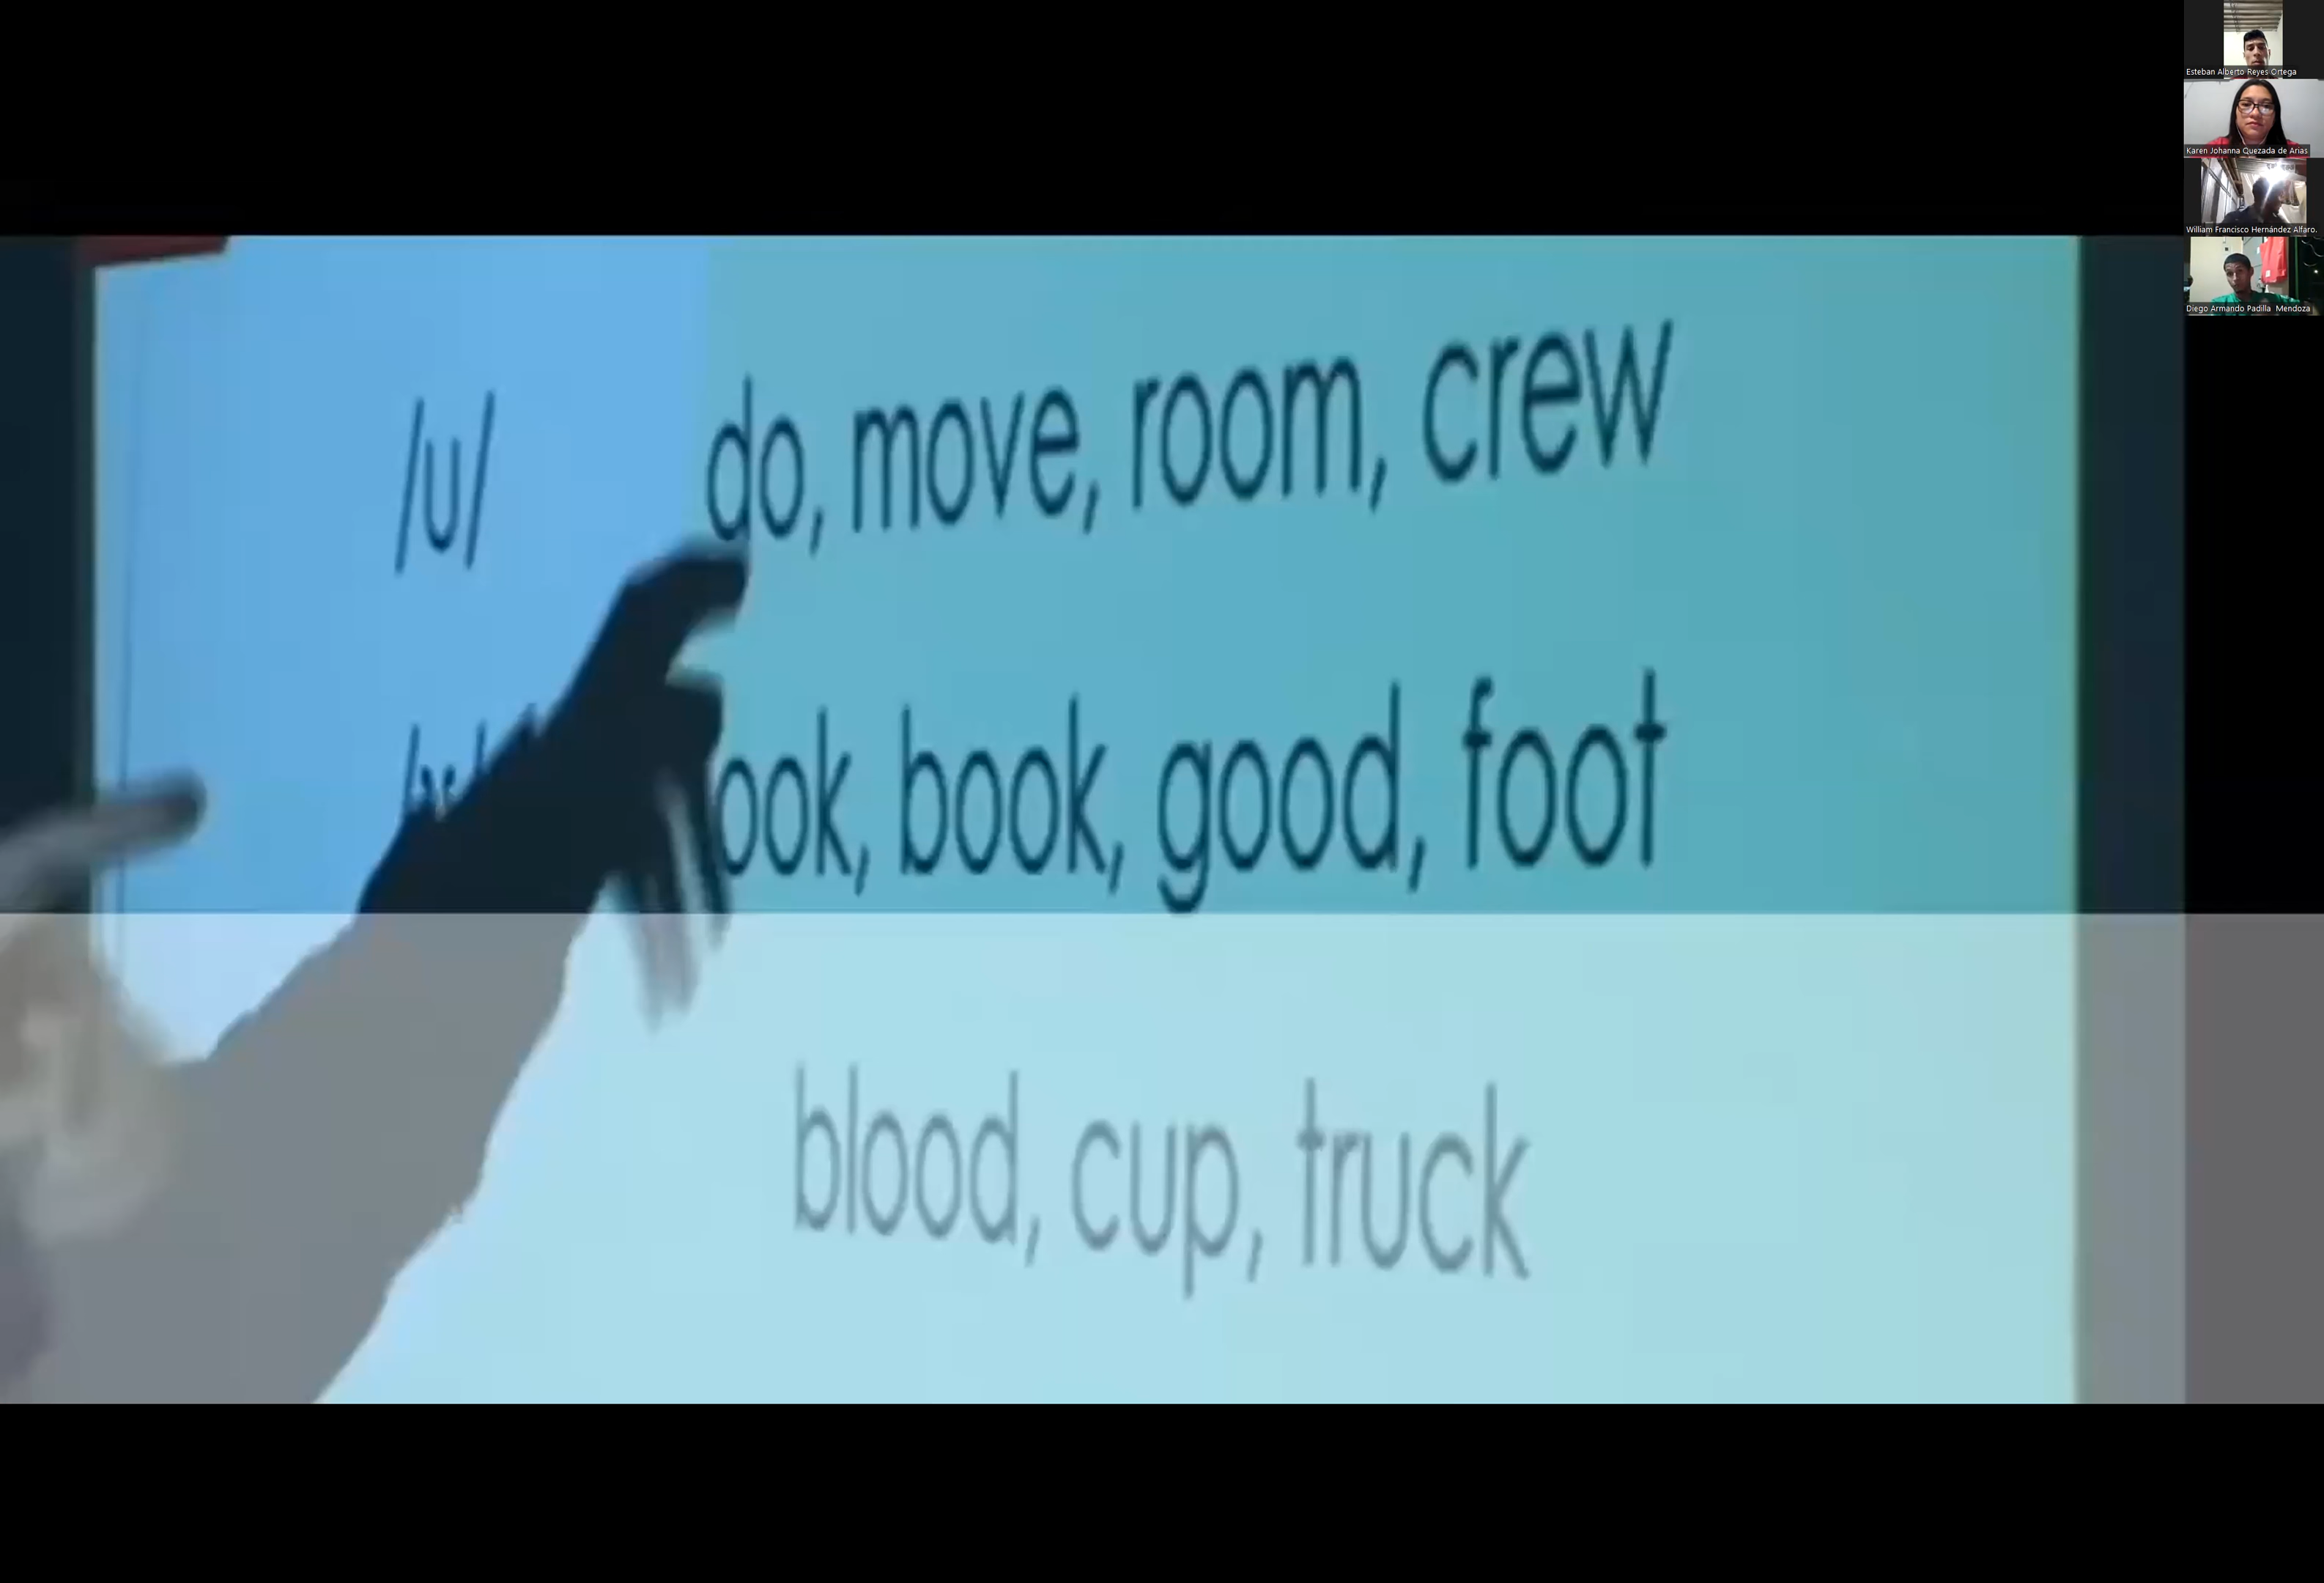 /u/ do, move, room, crew
ook, book, good, foot
blood, cup, truck
Esteban Alberto Reyes Ortega
Karen Johanna Quezada de Arias
William Francisco Hernández Alfaro.
Diego Armando Padilla Mendoza